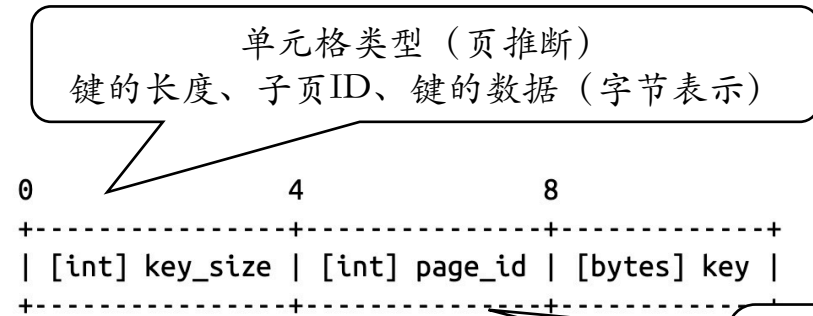 单元格类型（页推断）
键的长度、子页ID、键的数据（字节表示）
0 4 8
+----------------+---------------+-------------+
| [int] key_size | [int] page_id | [bytes] key |
+----------------+---------------+-------------+